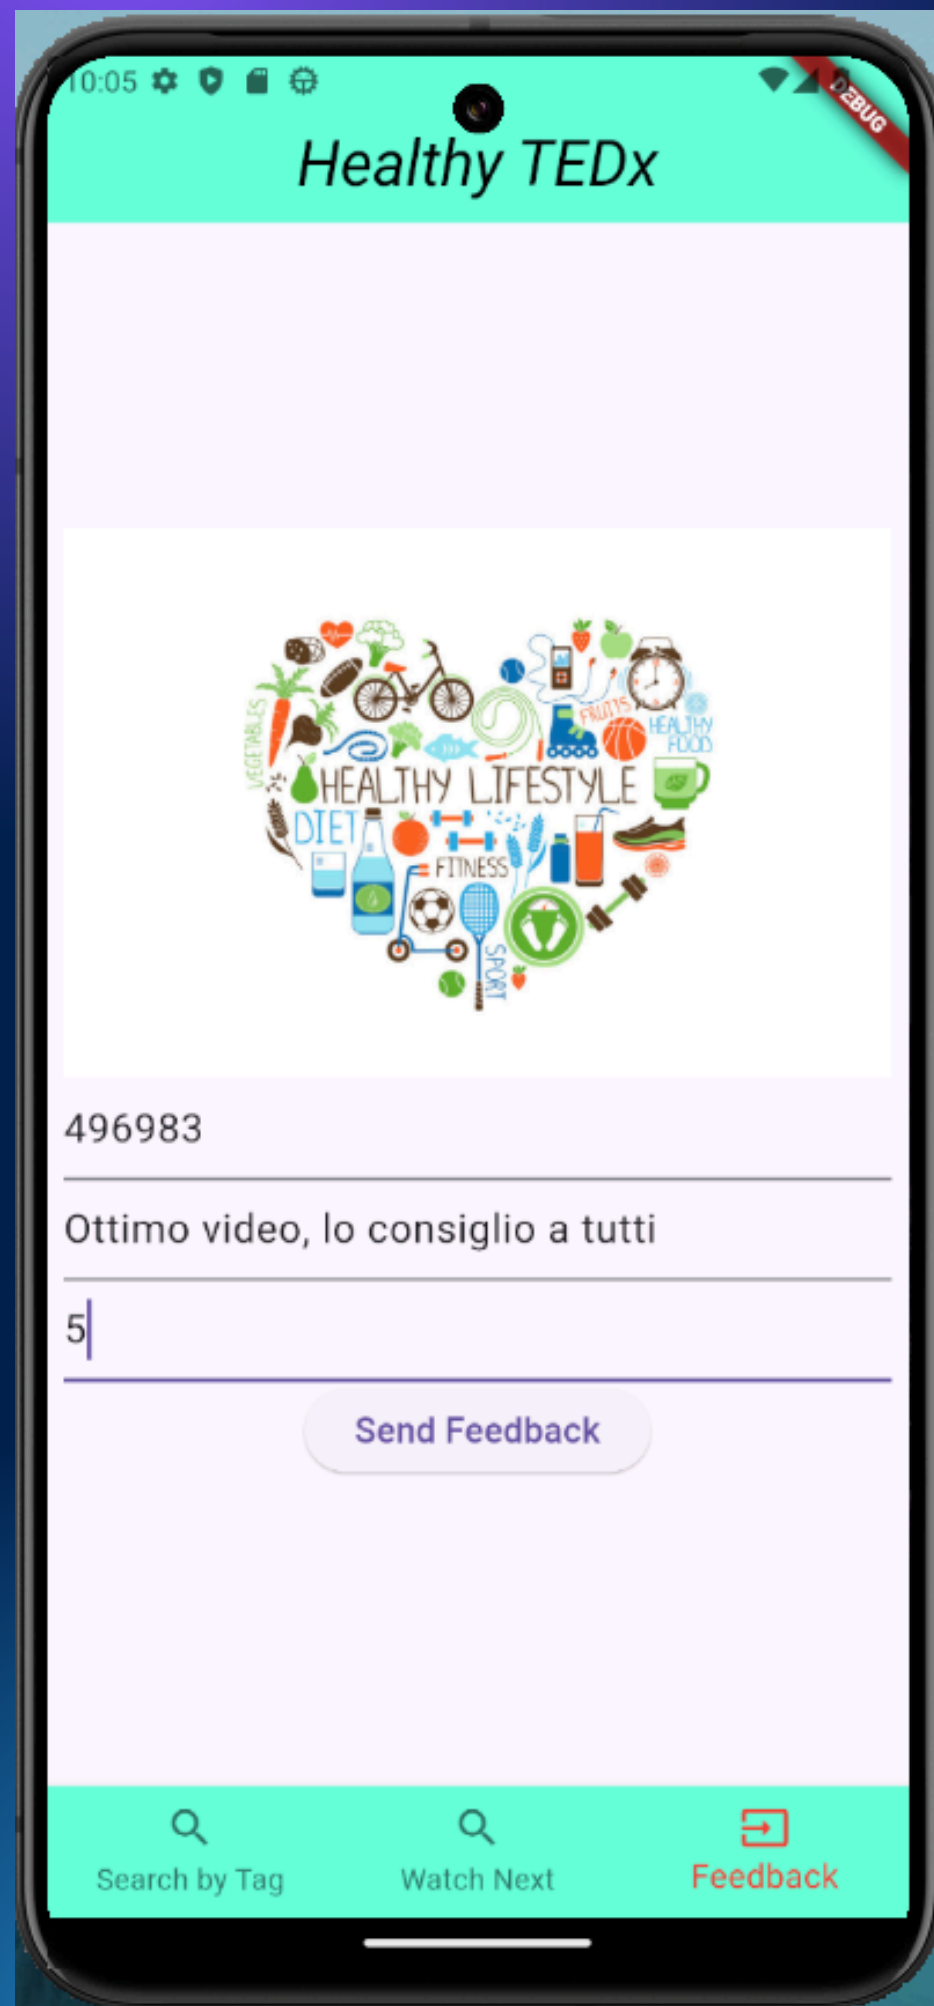 10:05
DEBUG
Healthy TEDx
VEGETABLES
FRUITS
HEALTHY
FOOD
HEALTHY LIFESTYLE
DIET
FITNESS
SPORT
496983
Ottimo video, lo consiglio a tutti
5
Send Feedback
Search by Tag
Watch Next
Feedback